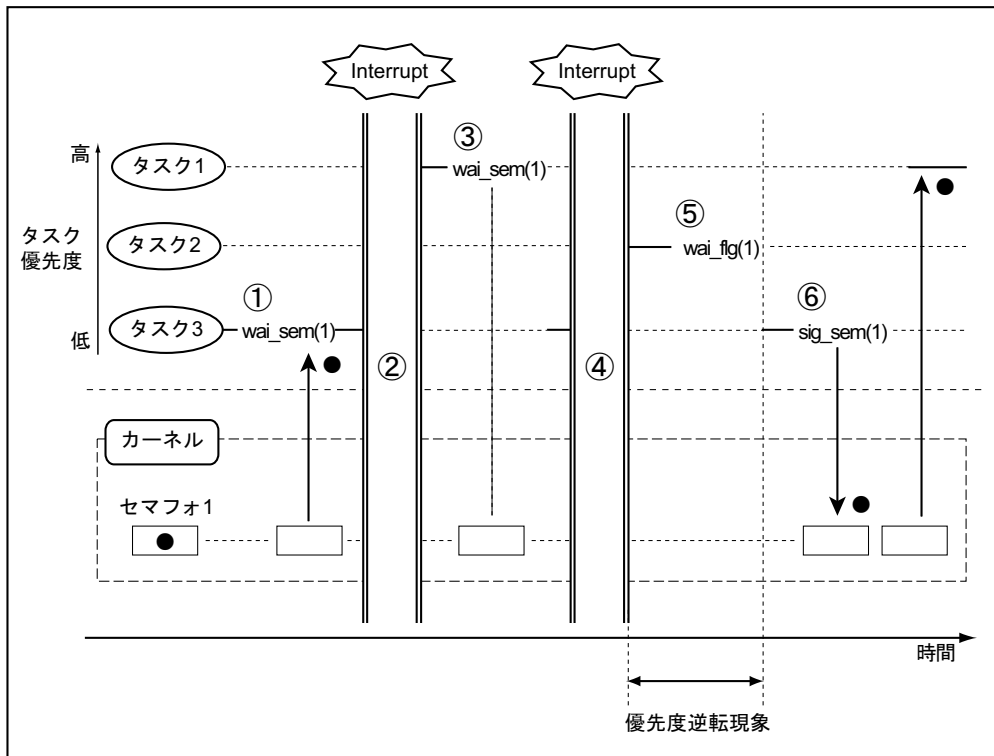 Interrupt
Interrupt
高
③
タスク1
wai_sem(1)
タスク
優先度
⑤
タスク2
wai_flg(1)
①
⑥
低
タスク3
wai_sem(1)
sig_sem(1)
②
④
カーネル
セマフォ1
時間
優先度逆転現象